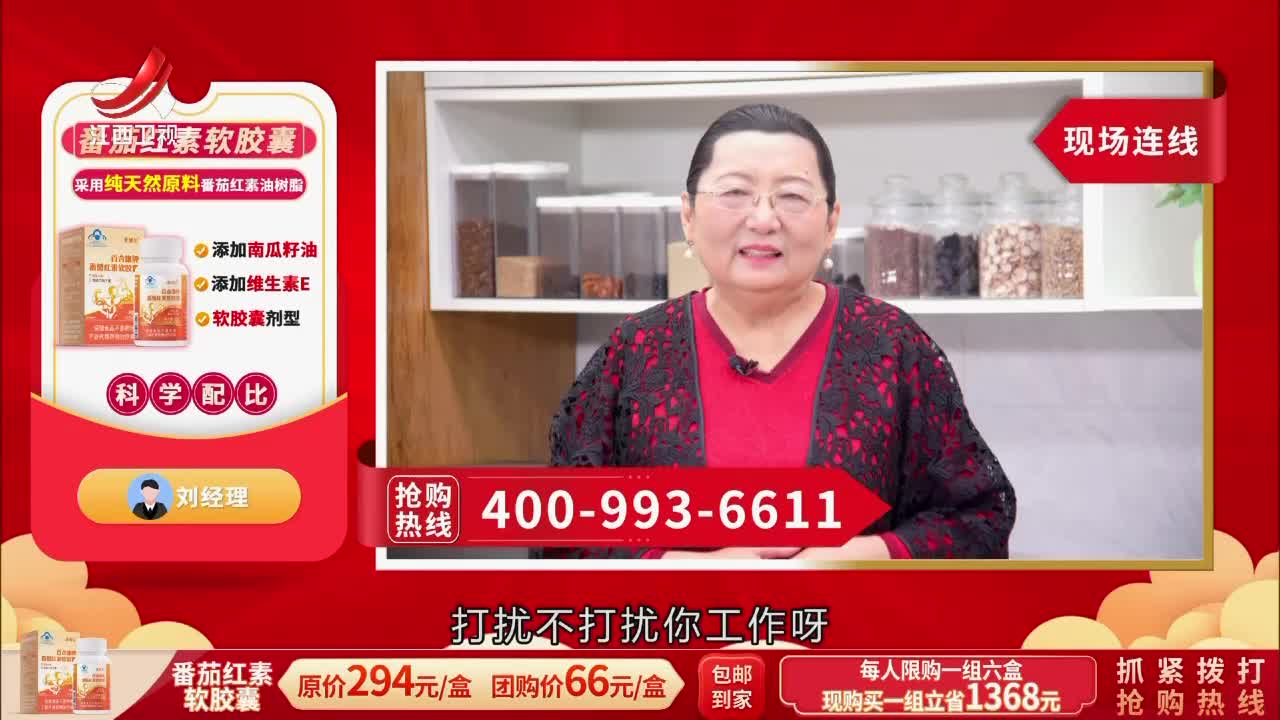 江西卫视
番茄红素软胶囊
采用纯天然原料番茄红素油树脂
添加南瓜籽油
添加维生素E
软胶囊剂型
科学配比
刘经理
现场连线
抢购热线
400-993-6611
打扰不打扰你工作呀
番茄红素软胶囊
原价294元/盒 团购价66元/盒
包邮到家
每人限购一组六盒
现购买一组立省1368元
抓紧拨打
抢购热线